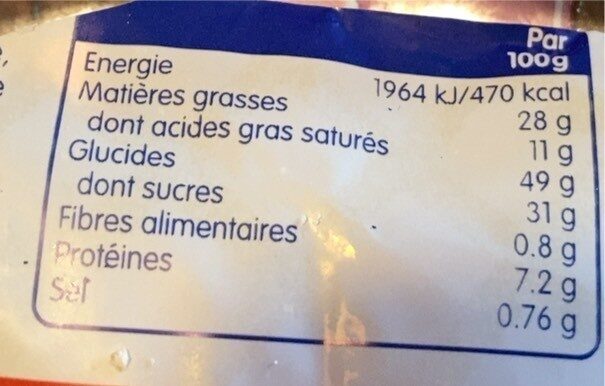 Par
100g
Energie 1964 kJ/470 kcal
Matières grasses 28 g
dont acides gras saturés 11 g
Glucides 49 g
dont sucres 31 g
Fibres alimentaires 0.8 g
Protéines 7.2 g
Sel 0.76 g